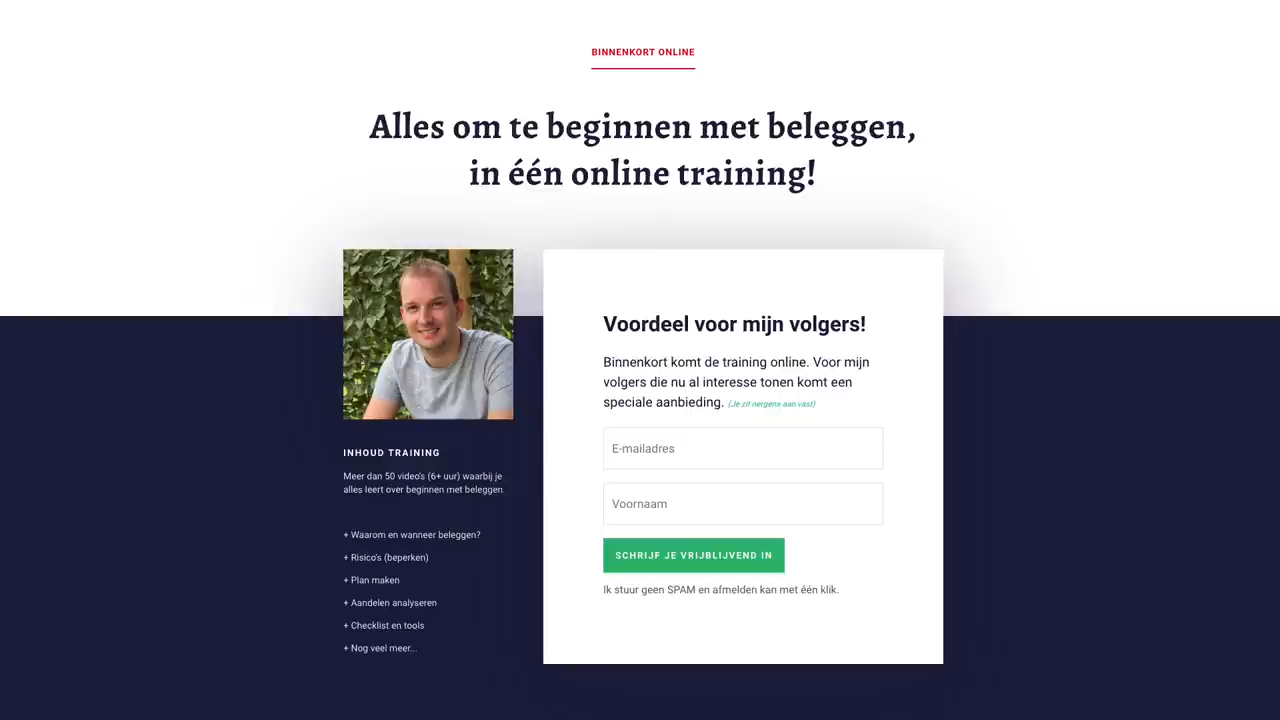 BINNENKORT ONLINE
Alles om te beginnen met beleggen,
in één online training!
Voordeel voor mijn volgers!
Binnenkort komt de training online. Voor mijn
volgers die nu al interesse tonen komt een
speciale aanbieding. (Je zit nergens aan vast)
E-mailadres
Voornaam
SCHRIJF JE VRIJBLIJVEND IN
Ik stuur geen SPAM en afmelden kan met één klik.
INHOUD TRAINING
Meer dan 50 video's (6+ uur) waarbij je
alles leert over beginnen met beleggen.
+ Waarom en wanneer beleggen?
+ Risico's (beperken)
+ Plan maken
+ Aandelen analyseren
+ Checklist en tools
+ Nog veel meer...